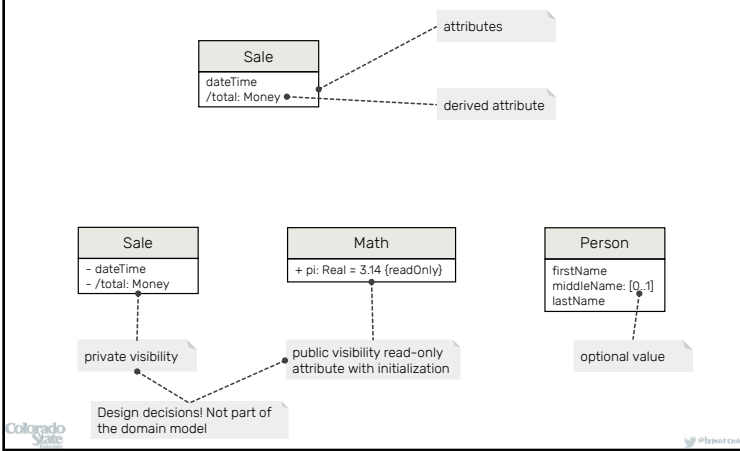 attributes
Sale
dateTime
/total: Money
derived attribute
Sale
- dateTime
- /total: Money
Math
+ pi: Real = 3.14 {readOnly}
Person
firstName
middleName: [0..1]
lastName
private visibility
public visibility read-only
attribute with initialization
optional value
Design decisions! Not part of
the domain model
Colorado
State
University
@lvmoreno